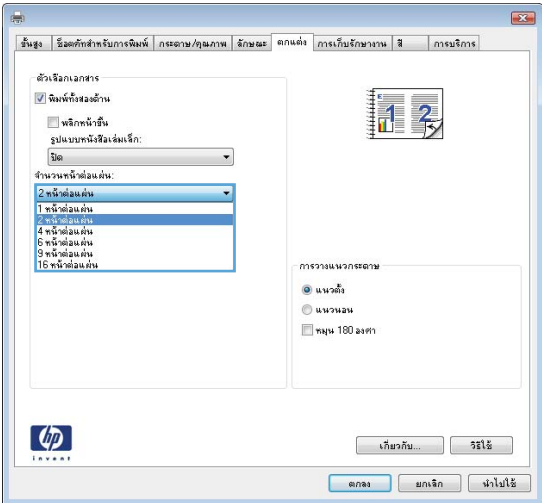 ขั้นสูง ช็อตคัทสำหรับการพิมพ์ กระดาษ/คุณภาพ ลักษณะ ตกแต่ง การเก็บรักษางาน สี การบริการ
ตัวเลือกเอกสาร
พิมพ์ทั้งสองด้าน
พลิกหน้าขึ้น
รูปแบบหนังสือเล่มเล็ก:
ปิด
จำนวนหน้าต่อแผ่น:
2 หน้าต่อแผ่น
1 หน้าต่อแผ่น
2 หน้าต่อแผ่น
4 หน้าต่อแผ่น
6 หน้าต่อแผ่น
9 หน้าต่อแผ่น
16 หน้าต่อแผ่น
1 2
การวางแนวกระดาษ
แนวตั้ง
แนวนอน
หมุน 180 องศา
hp
invent
เกี่ยวกับ... วิธีใช้
ตกลง ยกเลิก นำไปใช้